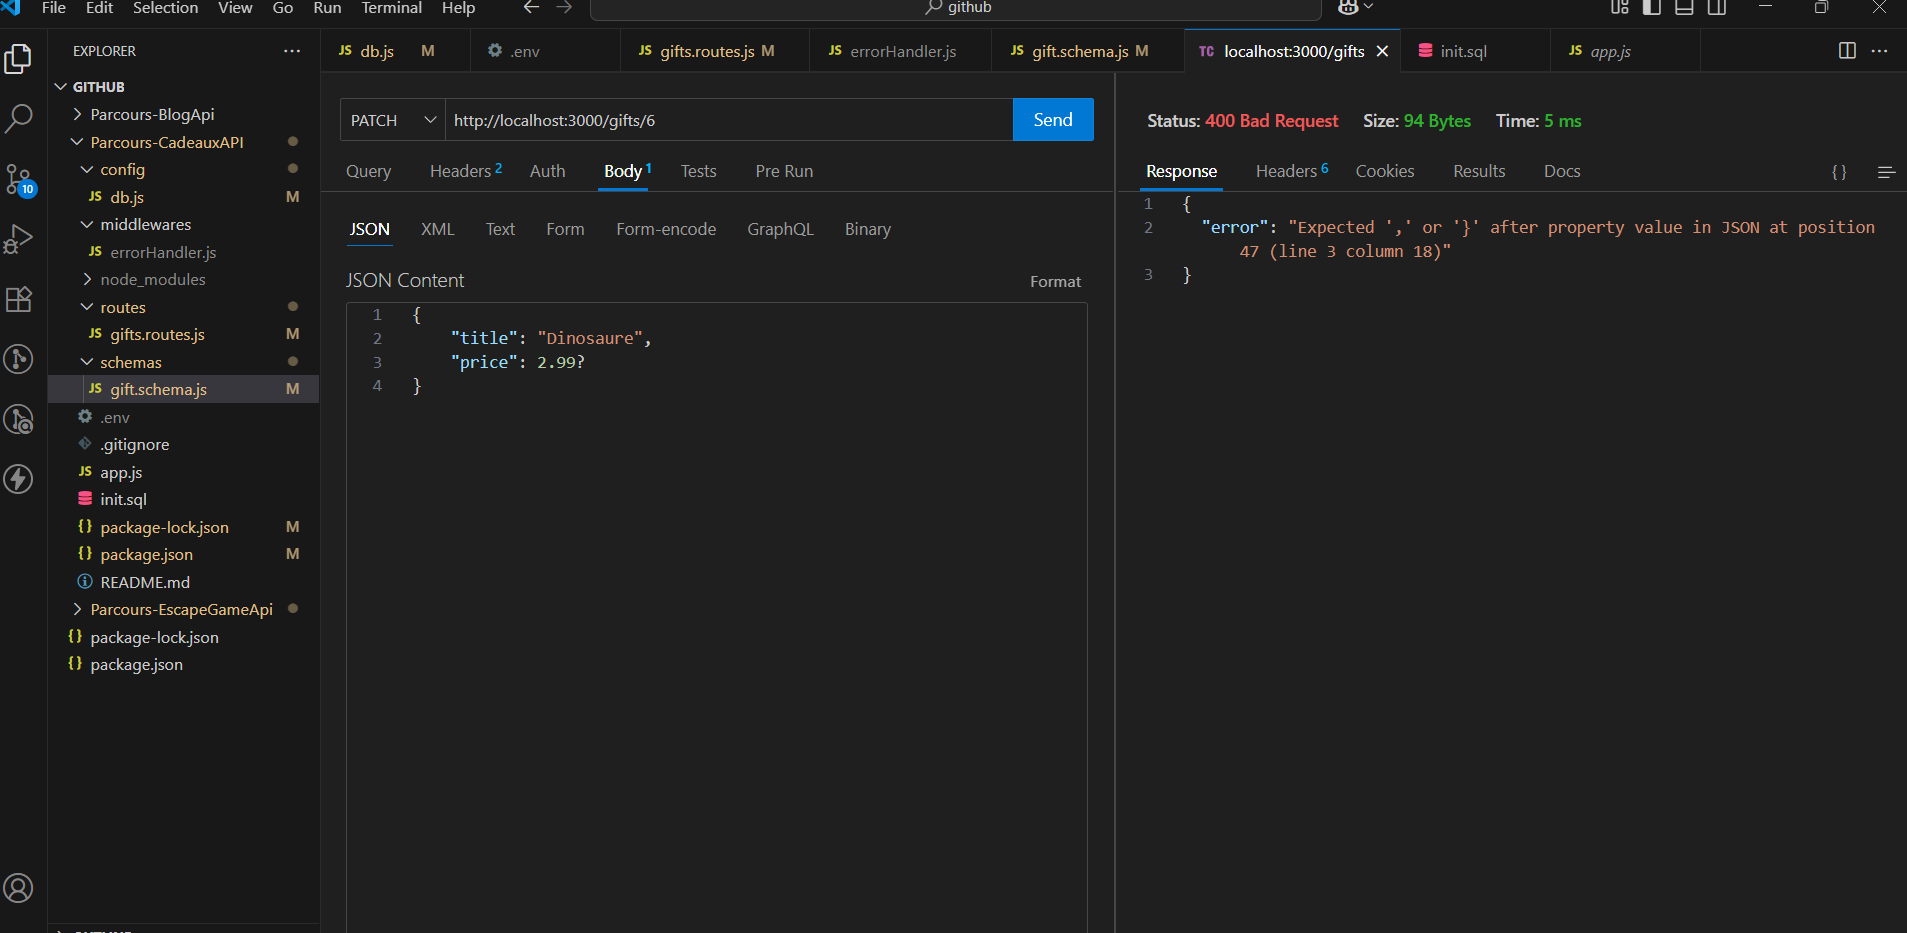 File Edit Selection View Go Run Terminal Help
github
EXPLORER
GITHUB
Parcours-BlogApi
Parcours-CadeauxAPI
config
JS db.js M
middlewares
JS errorHandler.js
node_modules
routes
JS gifts.routes.js M
schemas
JS gift.schema.js M
.env
.gitignore
JS app.js
init.sql
{} package-lock.json M
{} package.json M
README.md
Parcours-EscapeGameApi
{} package-lock.json
{} package.json
10
JS db.js M
.env
JS gifts.routes.js M
JS errorHandler.js
JS gift.schema.js M
TC localhost:3000/gifts
init.sql
JS app.js
PATCH http://localhost:3000/gifts/6 Send
Query Headers 2 Auth Body 1 Tests Pre Run
JSON XML Text Form Form-encode GraphQL Binary
JSON Content Format
1 {
2 "title": "Dinosaure",
3 "price": 2.99?
4 }
Status: 400 Bad Request Size: 94 Bytes Time: 5 ms
Response Headers 6 Cookies Results Docs {}
1 {
2 "error": "Expected ',' or '}' after property value in JSON at position
47 (line 3 column 18)"
3 }